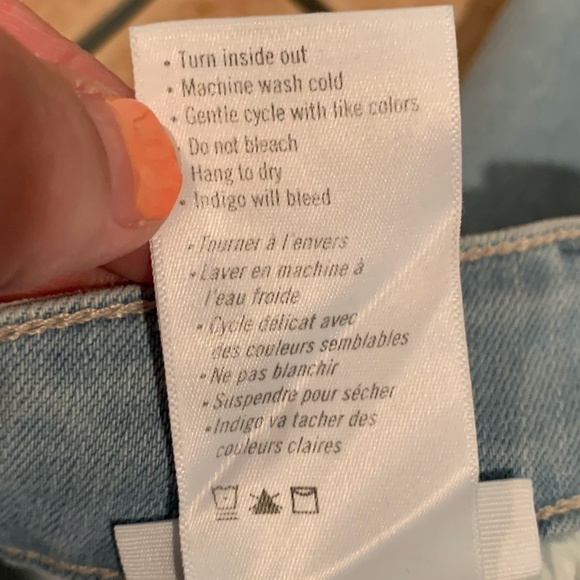 • Turn inside out
• Machine wash cold
• Gentle cycle with like colors
• Do not bleach
Hang to dry
• Indigo will bleed
• Tourner à l'envers
• Laver en machine à
l'eau froide
• Cycle délicat avec
des couleurs semblables
• Ne pas blanchir
• Suspendre pour sécher
• Indigo va tacher des
couleurs claires